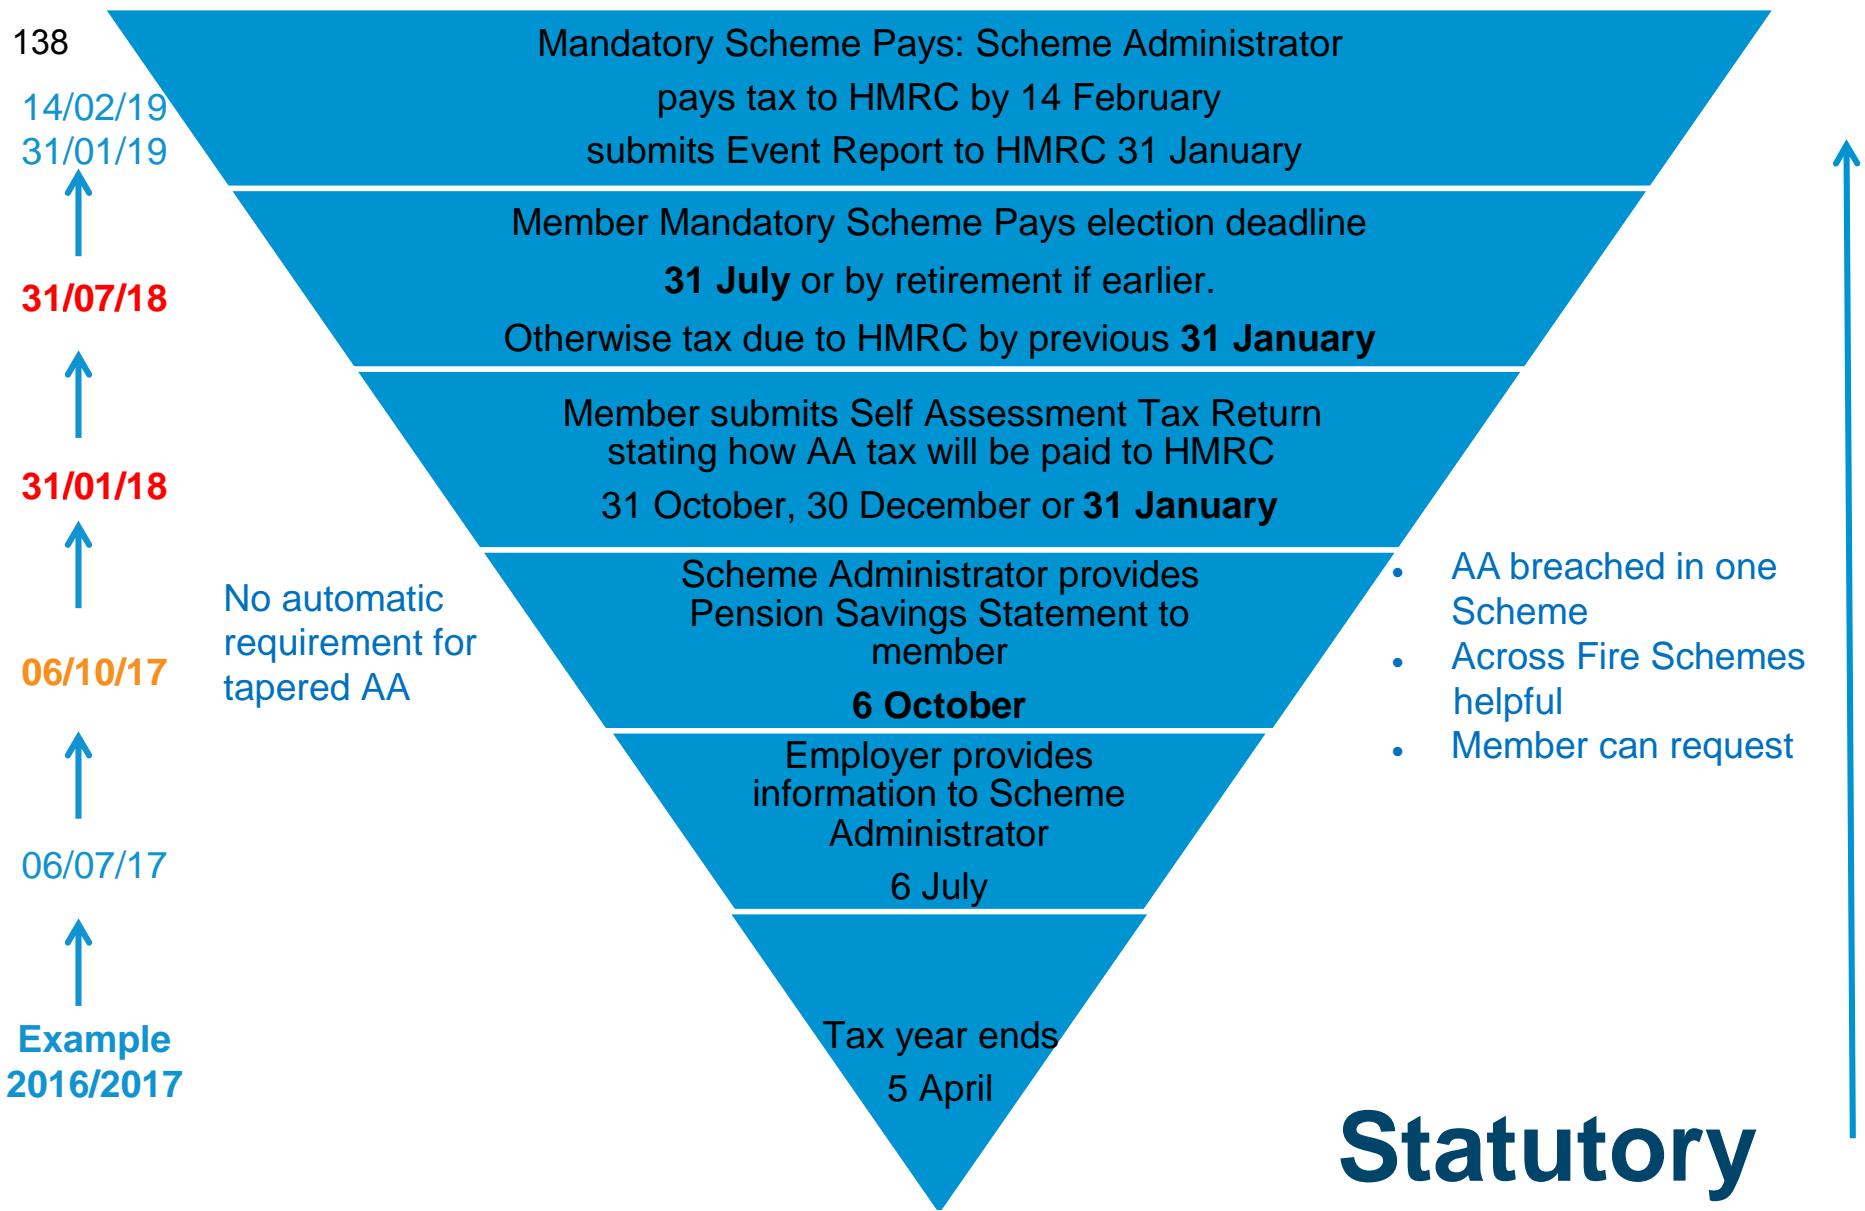 138
Mandatory Scheme Pays: Scheme Administrator
pays tax to HMRC by 14 February
submits Event Report to HMRC 31 January
14/02/19
31/01/19
Member Mandatory Scheme Pays election deadline
31 July or by retirement if earlier.
Otherwise tax due to HMRC by previous 31 January
31/07/18
Member submits Self Assessment Tax Return
stating how AA tax will be paid to HMRC
31 October, 30 December or 31 January
31/01/18
Scheme Administrator provides
Pension Savings Statement to
member
6 October
06/10/17
No automatic
requirement for
tapered AA
• AA breached in one
Scheme
• Across Fire Schemes
helpful
• Member can request
Employer provides
information to Scheme
Administrator
6 July
06/07/17
Tax year ends
5 April
Example
2016/2017
Statutory